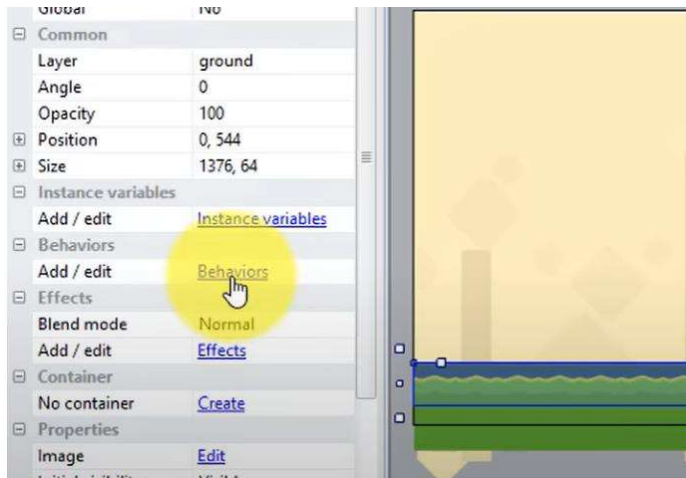 Global No
Common
Layer ground
Angle 0
Opacity 100
Position 0, 544
Size 1376, 64
Instance variables
Add / edit Instance variables
Behaviors
Add / edit Behaviors
Effects
Blend mode Normal
Add / edit Effects
Container
No container Create
Properties
Image Edit